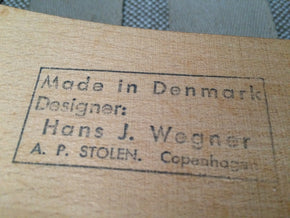 Made in Denmark
Designer:
Hans J. Wegner
A. P. STOLEN. Copenhagen